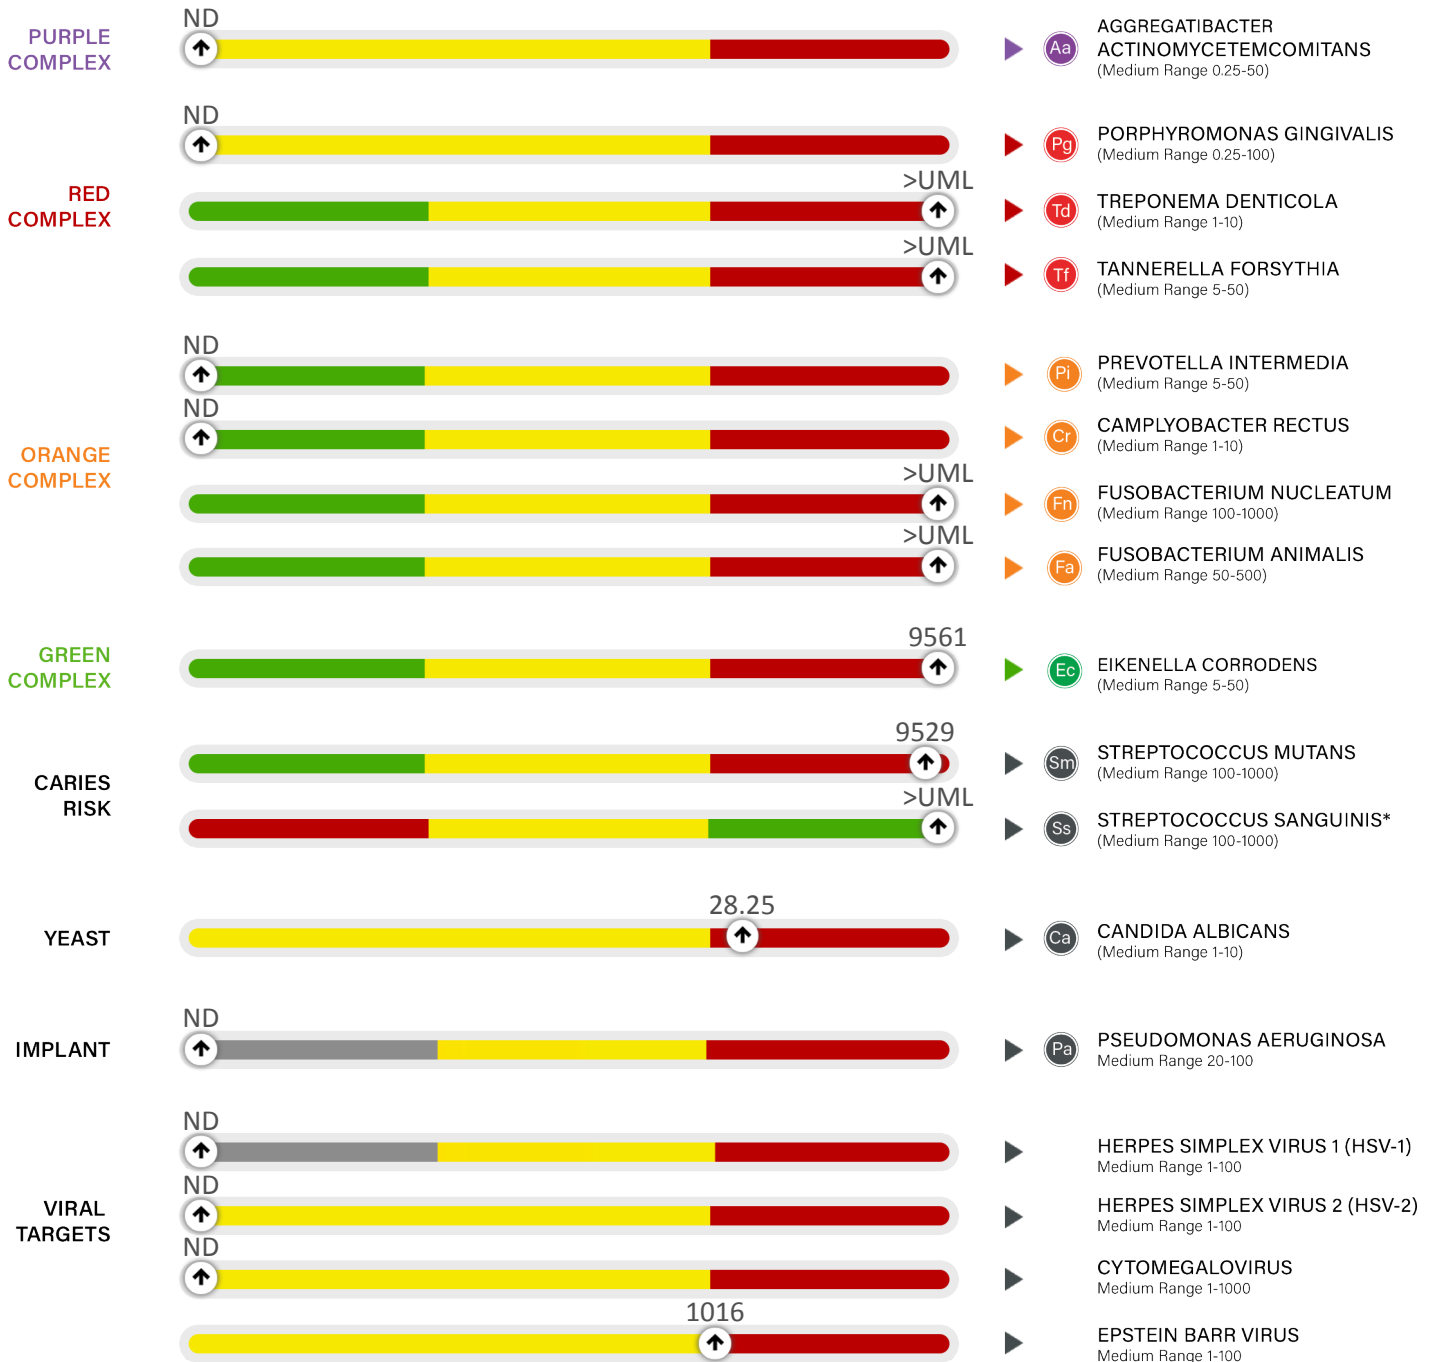 PURPLE
COMPLEX
ND
Aa
AGGREGATIBACTER
ACTINOMYCETEMCOMITANS
(Medium Range 0.25-50)
RED
COMPLEX
ND
Pg
PORPHYROMONAS GINGIVALIS
(Medium Range 0.25-100)
>UML
Td
TREPONEMA DENTICOLA
(Medium Range 1-10)
>UML
Tf
TANNERELLA FORSYTHIA
(Medium Range 5-50)
ORANGE
COMPLEX
ND
Pi
PREVOTELLA INTERMEDIA
(Medium Range 5-50)
ND
Cr
CAMPLYOBACTER RECTUS
(Medium Range 1-10)
>UML
Fn
FUSOBACTERIUM NUCLEATUM
(Medium Range 100-1000)
>UML
Fa
FUSOBACTERIUM ANIMALIS
(Medium Range 50-500)
GREEN
COMPLEX
9561
Ec
EIKENELLA CORRODENS
(Medium Range 5-50)
CARIES
RISK
9529
Sm
STREPTOCOCCUS MUTANS
(Medium Range 100-1000)
>UML
Ss
STREPTOCOCCUS SANGUINIS*
(Medium Range 100-1000)
YEAST
28.25
Ca
CANDIDA ALBICANS
(Medium Range 1-10)
IMPLANT
ND
Pa
PSEUDOMONAS AERUGINOSA
Medium Range 20-100
VIRAL
TARGETS
ND
HERPES SIMPLEX VIRUS 1 (HSV-1)
Medium Range 1-100
ND
HERPES SIMPLEX VIRUS 2 (HSV-2)
Medium Range 1-100
ND
CYTOMEGALOVIRUS
Medium Range 1-1000
1016
EPSTEIN BARR VIRUS
Medium Range 1-100